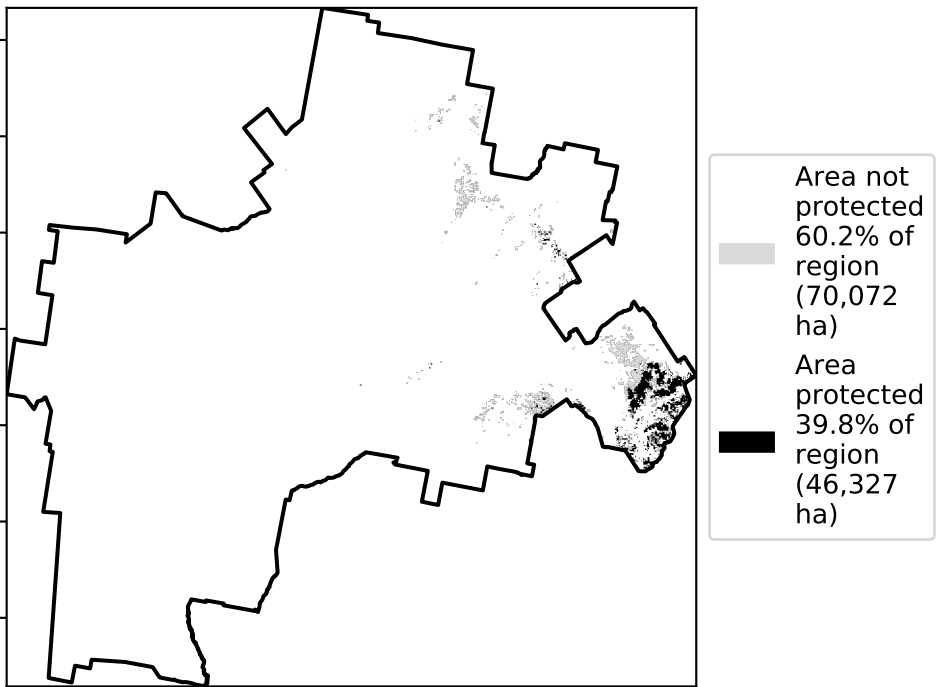 Area not
protected
60.2% of
region
(70,072
ha)
Area
protected
39.8% of
region
(46,327
ha)